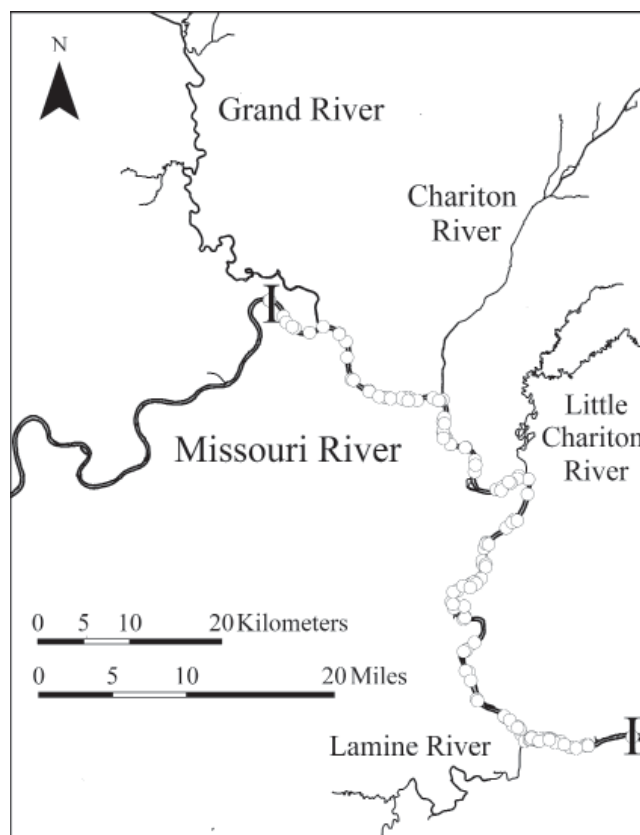 N
Grand River
Chariton
River
I
Little
Chariton
River
Missouri River
0 5 10 20 Kilometers
0 5 10 20 Miles
Lamine River
I